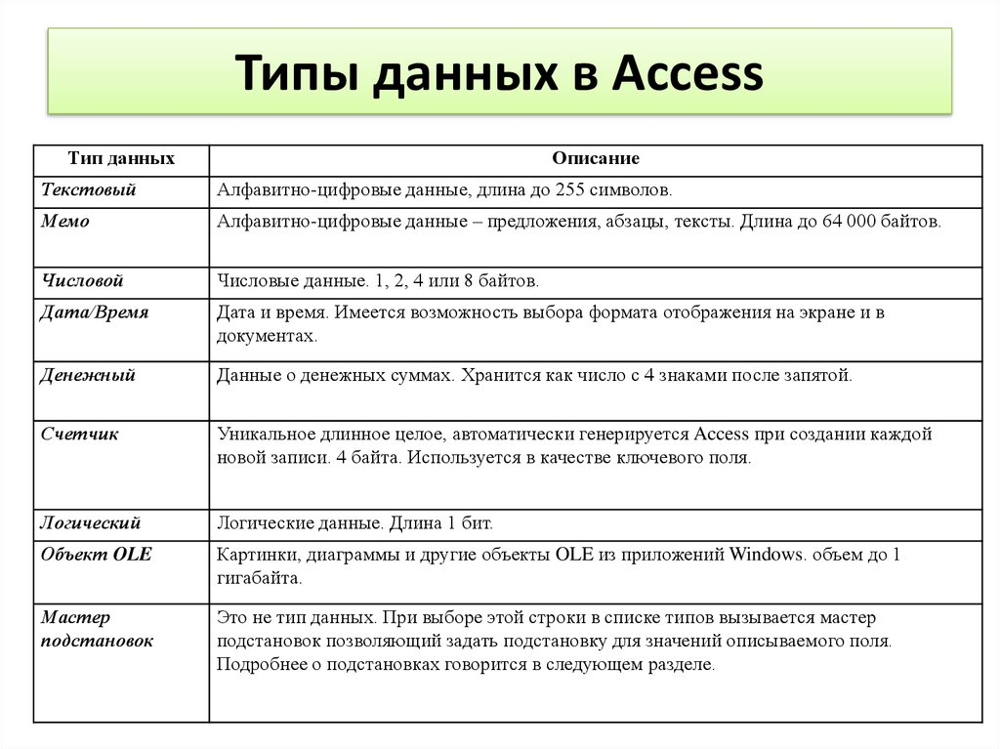 Типы данных в Access
Тип данных
Описание
Текстовый
Алфавитно-цифровые данные, длина до 255 символов.
Мемо
Алфавитно-цифровые данные – предложения, абзацы, тексты. Длина до 64 000 байтов.
Числовой
Числовые данные. 1, 2, 4 или 8 байтов.
Дата/Время
Дата и время. Имеется возможность выбора формата отображения на экране и в
документах.
Денежный
Данные о денежных суммах. Хранится как число с 4 знаками после запятой.
Счетчик
Уникальное длинное целое, автоматически генерируется Access при создании каждой
новой записи. 4 байта. Используется в качестве ключевого поля.
Логический
Логические данные. Длина 1 бит.
Объект OLE
Картинки, диаграммы и другие объекты OLE из приложений Windows. объем до 1
гигабайта.
Мастер
подстановок
Это не тип данных. При выборе этой строки в списке типов вызывается мастер
подстановок позволяющий задать подстановку для значений описываемого поля.
Подробнее о подстановках говорится в следующем разделе.